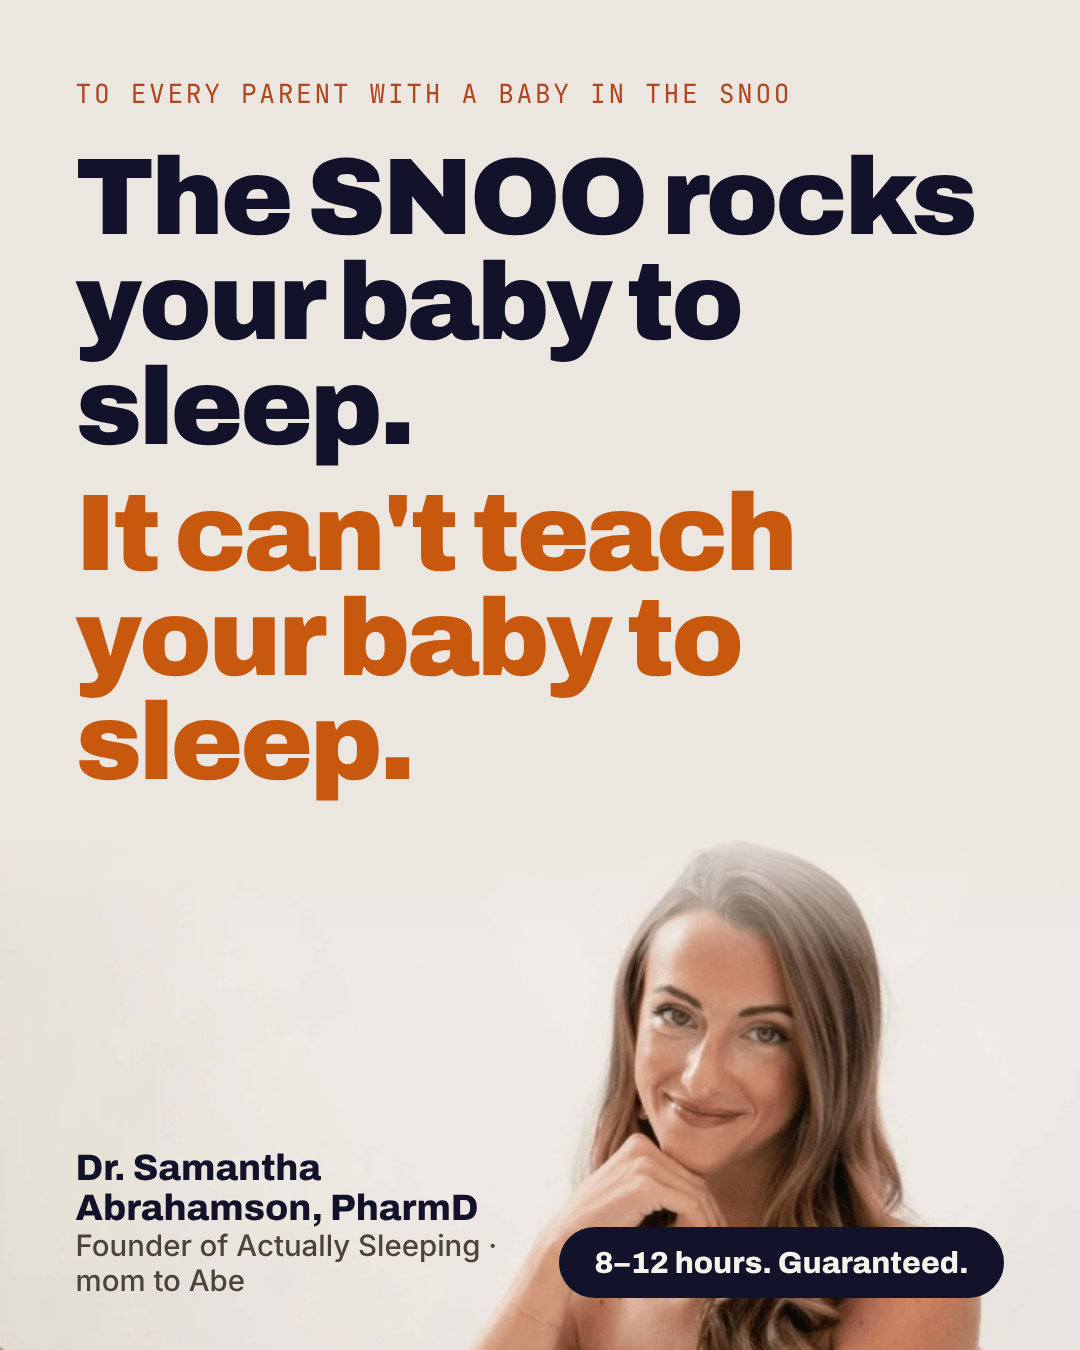 TO EVERY PARENT WITH A BABY IN THE SNOO
The SNOO rocks
your baby to
sleep.
It can't teach
your baby to
sleep.
Dr. Samantha
Abrahamson, PharmD
Founder of Actually Sleeping ·
mom to Abe
8–12 hours. Guaranteed.